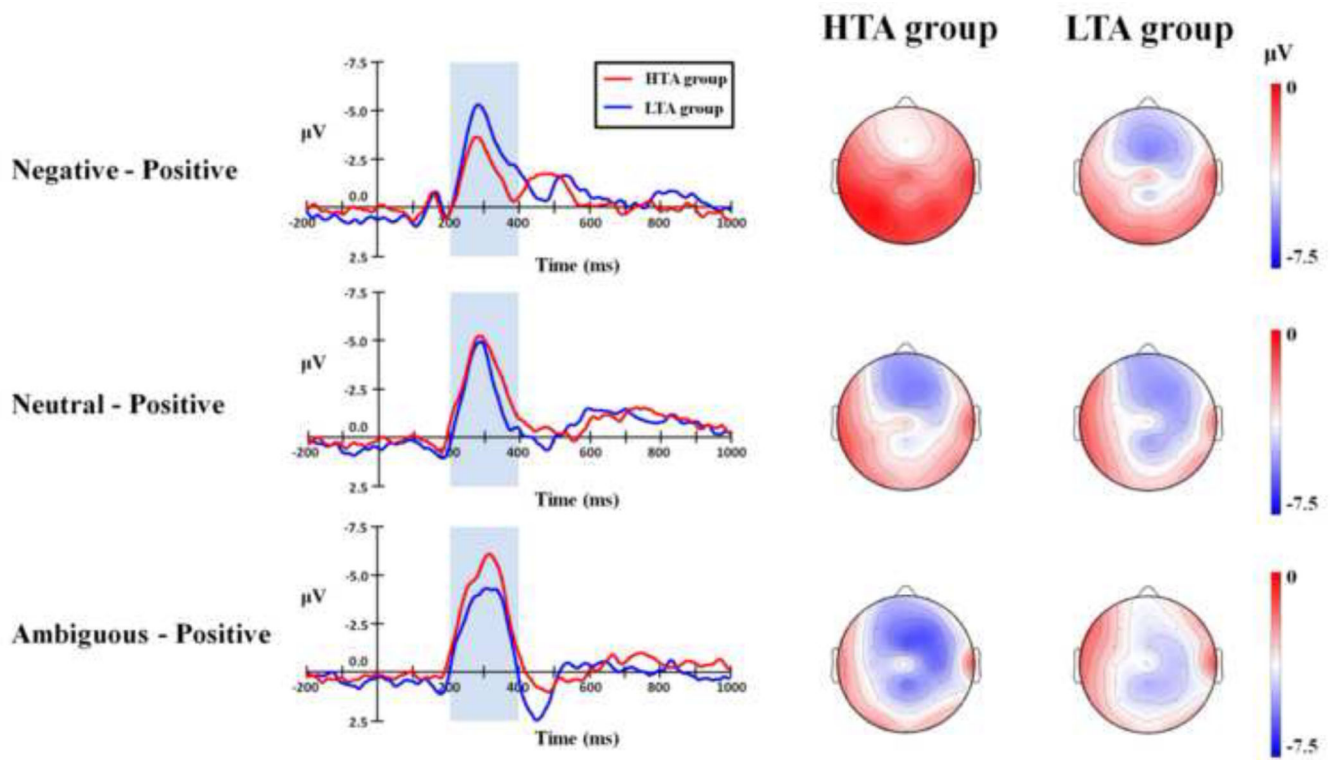 HTA group LTA group
μV
HTA group
LTA group
-7.5
-5.0
μV
-2.5
0.0
-200 200 400 600 800 1000
2.5
Time (ms)
Negative - Positive
0
-7.5
-7.5
-5.0
μV
-2.5
0.0
-200 200 400 600 800 1000
2.5
Time (ms)
Neutral - Positive
0
-7.5
-7.5
-5.0
μV
-2.5
0.0
-200 200 400 600 800 1000
2.5
Time (ms)
Ambiguous - Positive
0
-7.5